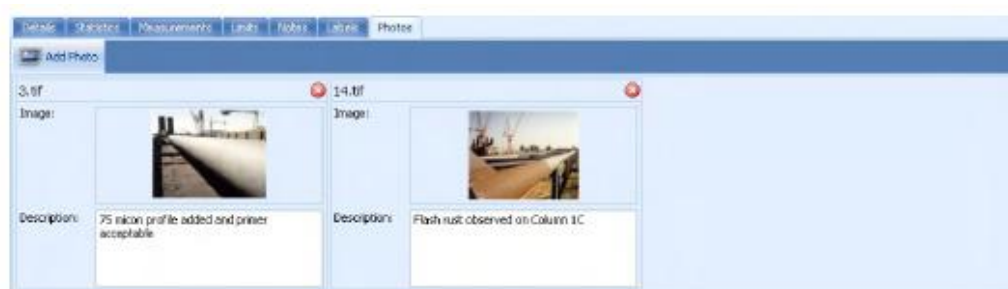 Details Statistics Measurements Limits Notes Labels Photos
Add Photo
3.tif 14.tif
Image: Image:
Description: 75 micon profile added and primer acceptable Description: Flash rust observed on Column 1C